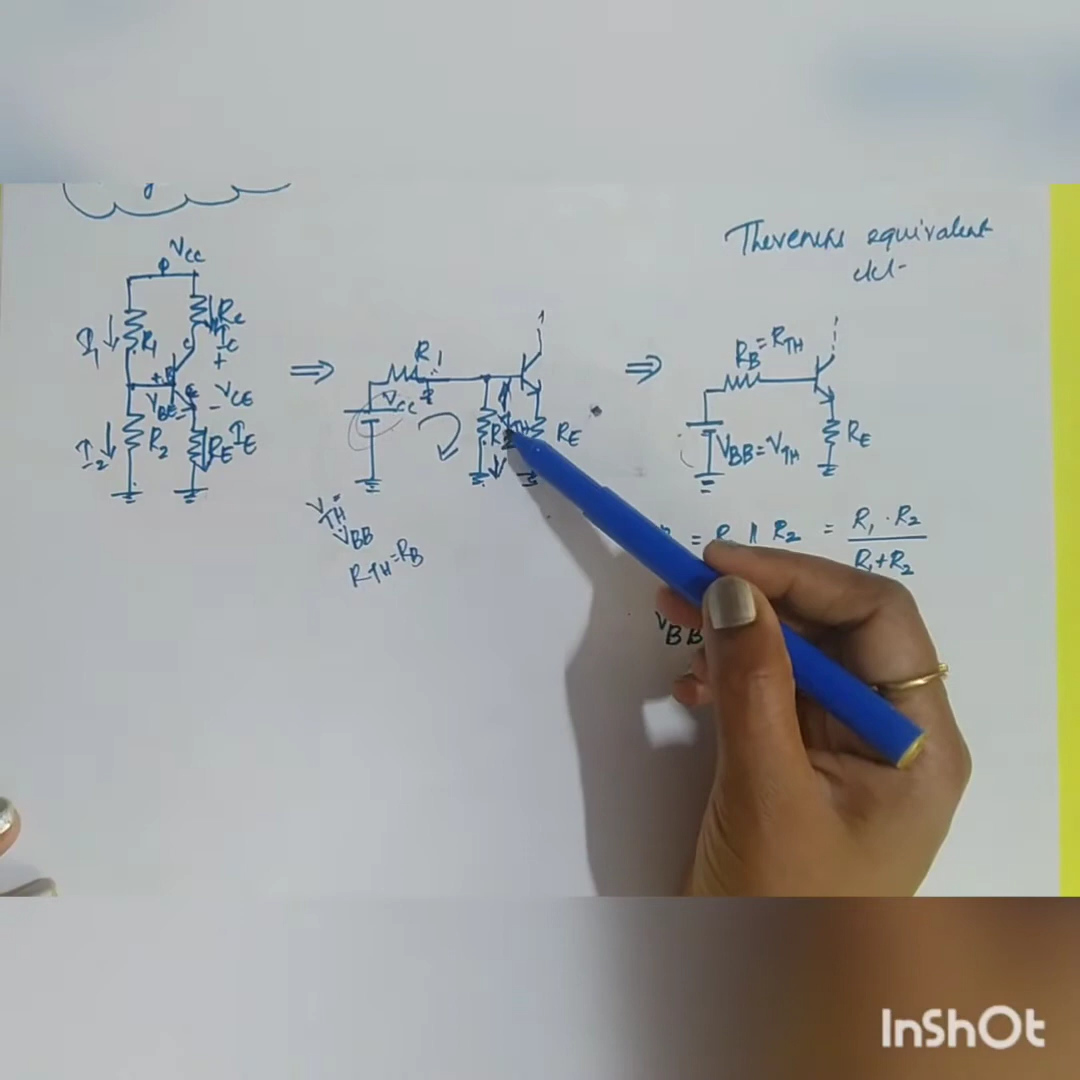 Thevenins equivalent
ckt-
VCC
R1
RC
IC
+
C
B
VBE
VCE
I1
I2
R2
RE
IE
⇒
R1
VCC
R2
TH
RE
VTH=
VBB
RTH=RB
⇒
RB=RTH
VBB=VTH
RE
= R || R2 = R1 . R2
R1+R2
VBB
InShOt